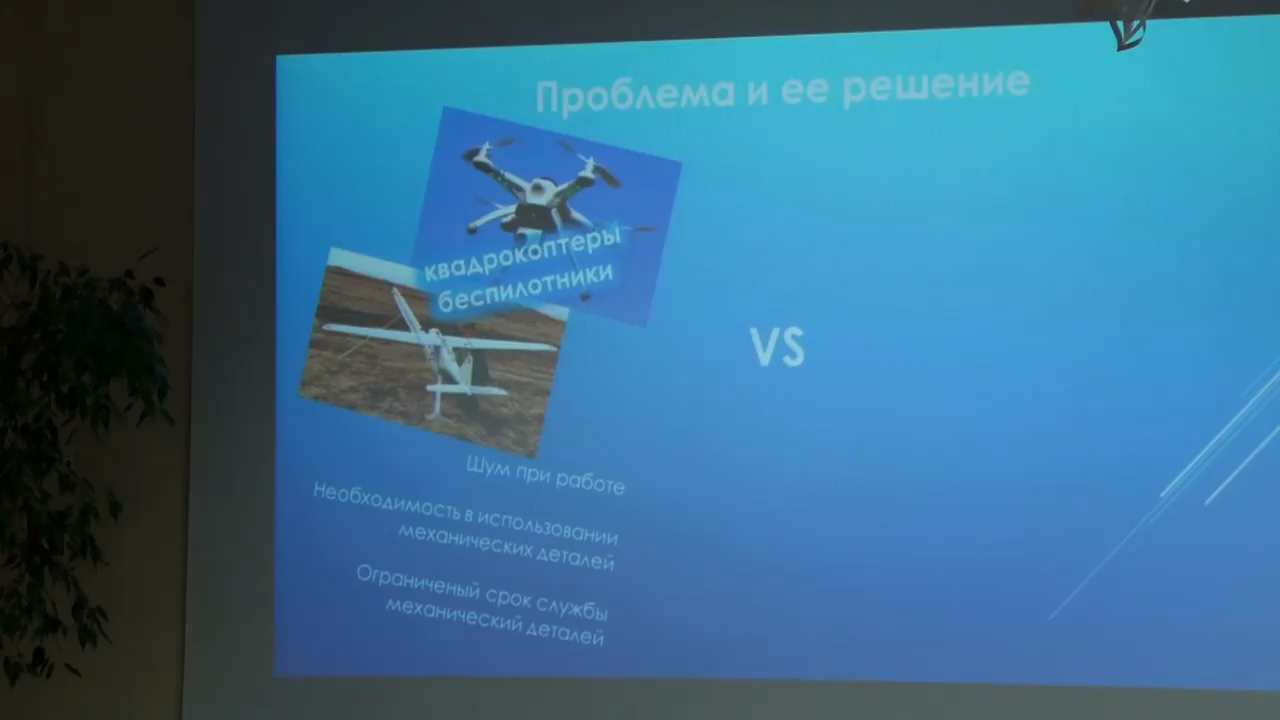 Проблема и ее решение
квадрокоптеры
беспилотники
VS
Шум при работе
Необходимость в использовании
механических деталей
Ограниченый срок службы
механический деталей